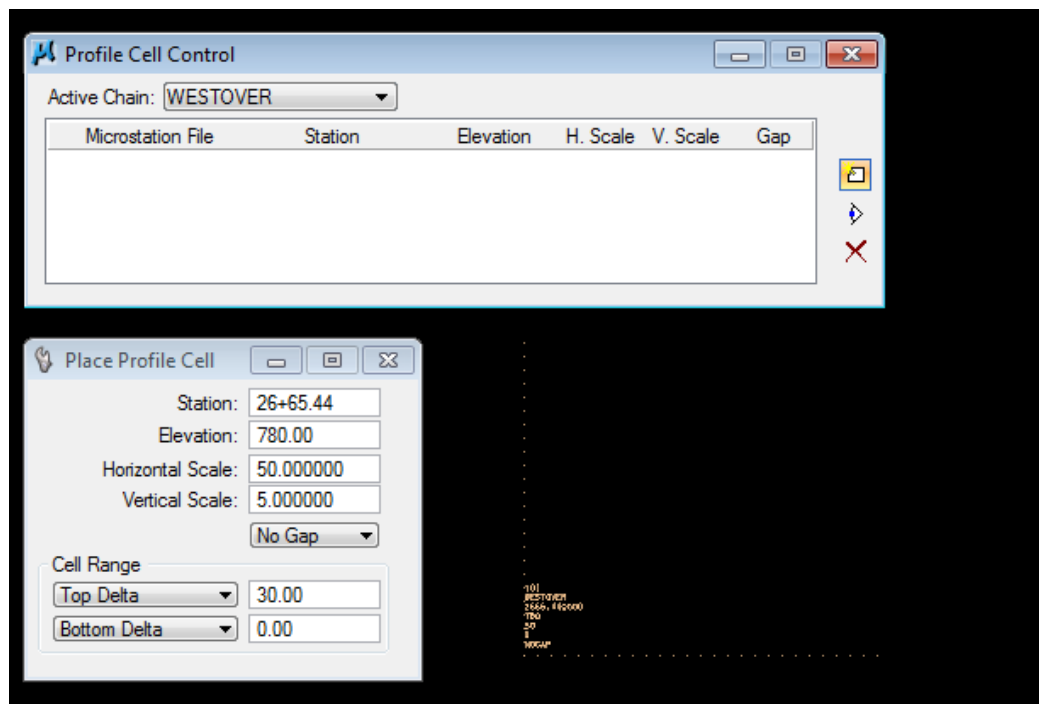 Profile Cell Control
Active Chain: WESTOVER
Microstation File Station Elevation H. Scale V. Scale Gap
Place Profile Cell
Station: 26+65.44
Elevation: 780.00
Horizontal Scale: 50.000000
Vertical Scale: 5.000000
No Gap
Cell Range
Top Delta 30.00
Bottom Delta 0.00
WESTOVER
50
NOGAP